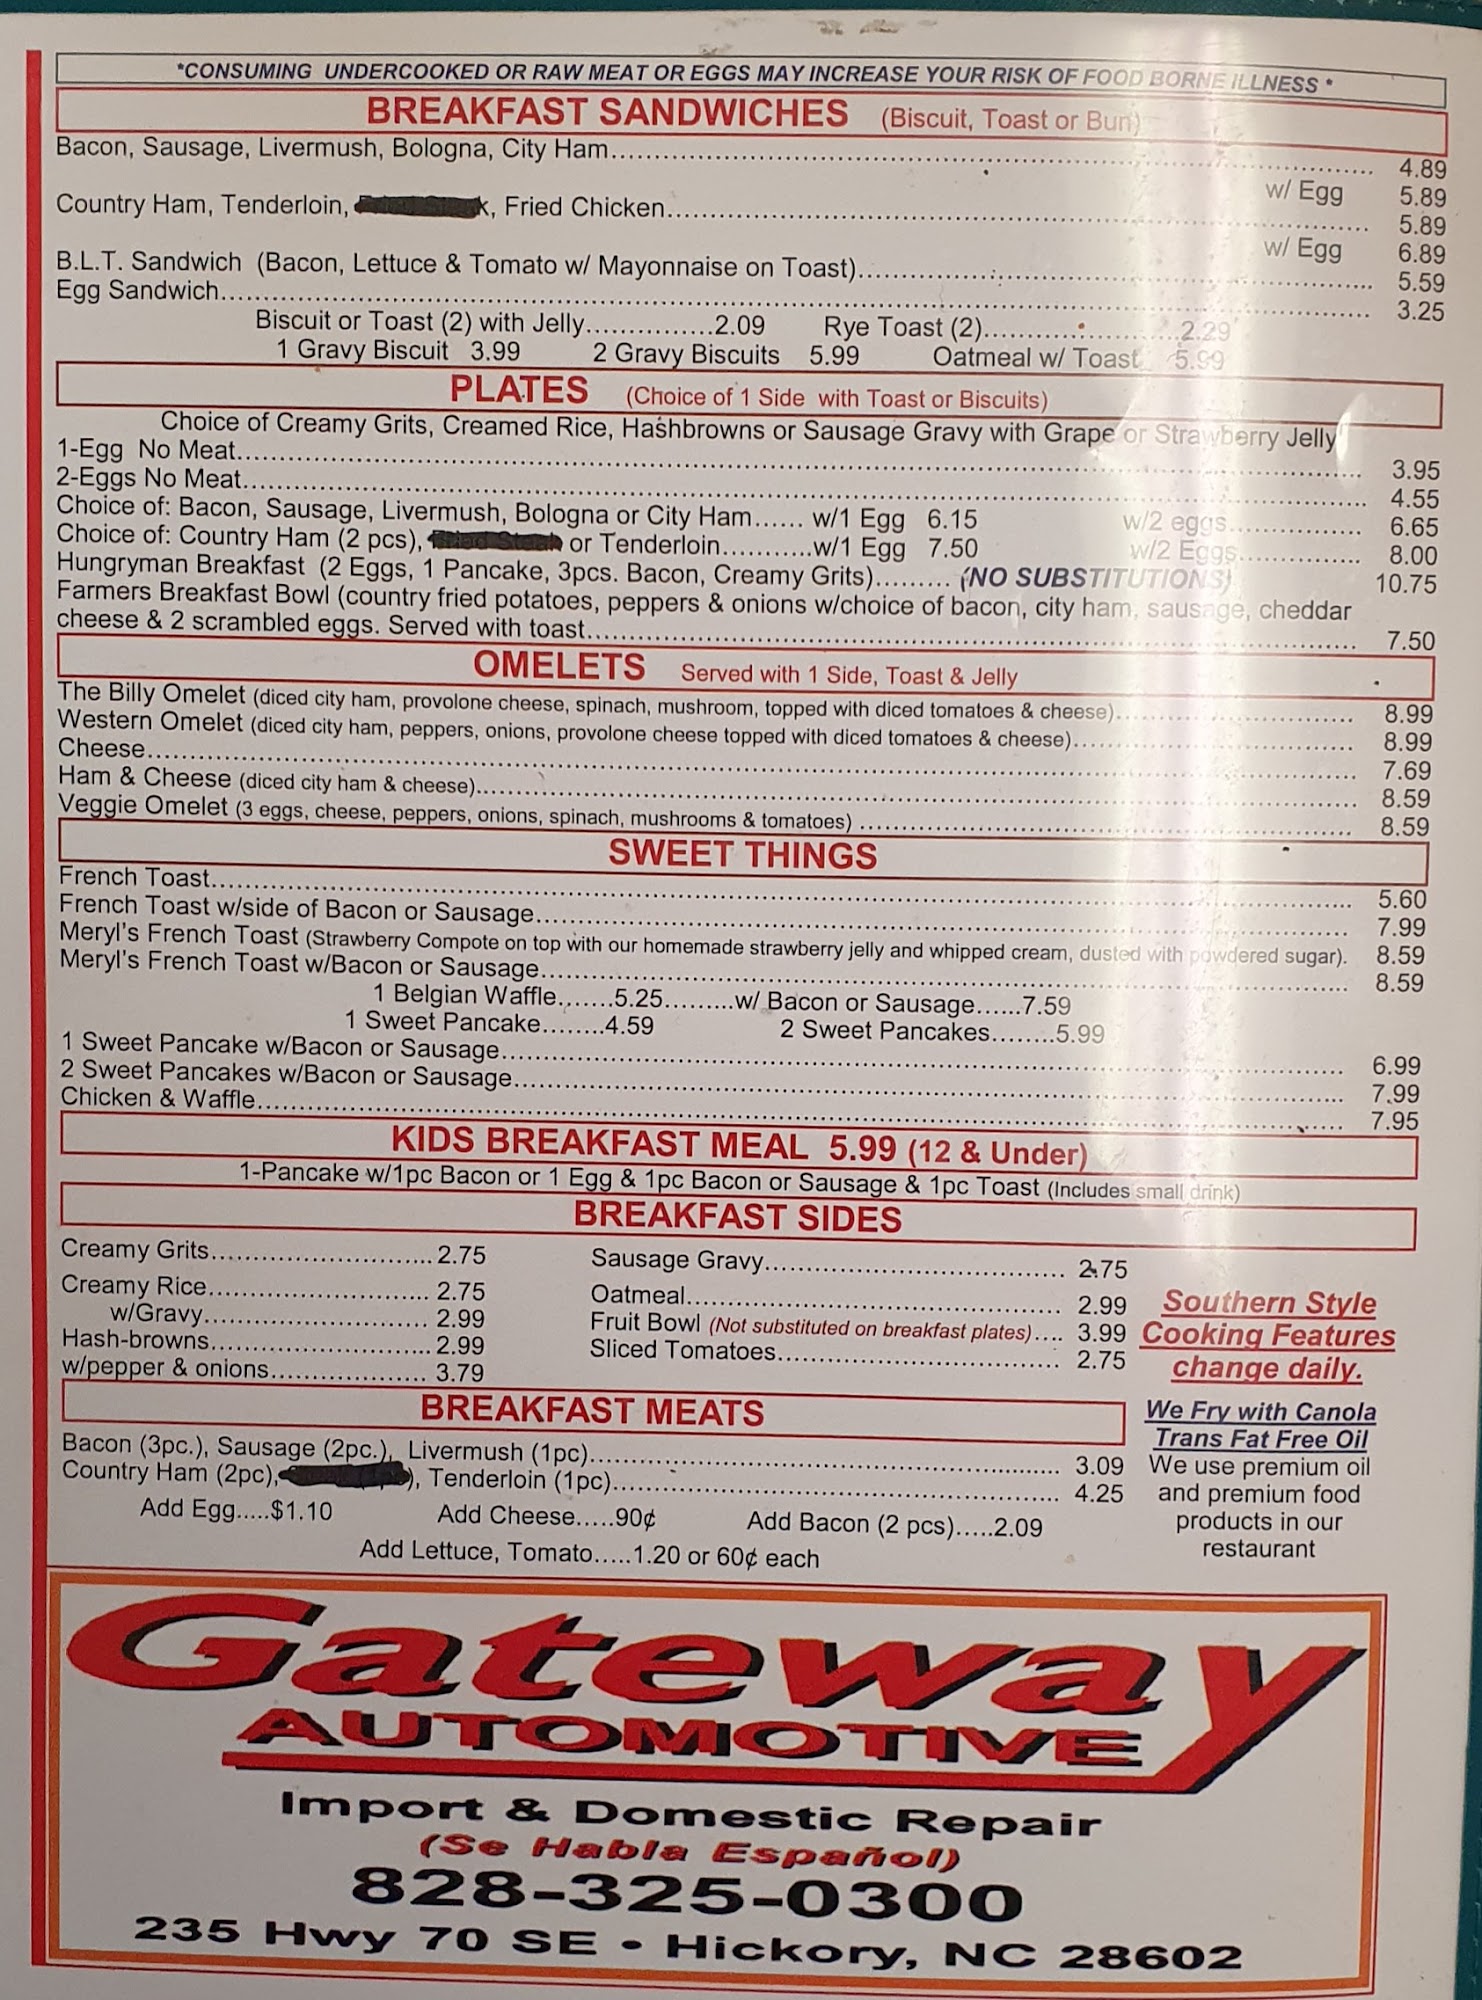 *CONSUMING UNDERCOOKED OR RAW MEAT OR EGGS MAY INCREASE YOUR RISK OF FOOD BORNE ILLNESS *
BREAKFAST SANDWICHES (Biscuit, Toast or Bun)
Bacon, Sausage, Livermush, Bologna, City Ham.......... 4.89
w/ Egg 5.89
Country Ham, Tenderloin, , Fried Chicken.......... 5.89
w/ Egg 6.89
B.L.T. Sandwich (Bacon, Lettuce & Tomato w/ Mayonnaise on Toast).......... 5.59
Egg Sandwich.......... 3.25
Biscuit or Toast (2) with Jelly...............2.09 Rye Toast (2)....................2.29
1 Gravy Biscuit 3.99 2 Gravy Biscuits 5.99 Oatmeal w/ Toast 5.99
PLATES (Choice of 1 Side with Toast or Biscuits)
Choice of Creamy Grits, Creamed Rice, Hashbrowns or Sausage Gravy with Grape or Strawberry Jelly
1-Egg No Meat.......... 3.95
2-Eggs No Meat.......... 4.55
Choice of: Bacon, Sausage, Livermush, Bologna or City Ham...... w/1 Egg 6.15 w/2 eggs.......... 6.65
Choice of: Country Ham (2 pcs), Fried Steak or Tenderloin...........w/1 Egg 7.50 w/2 Eggs.......... 8.00
Hungryman Breakfast (2 Eggs, 1 Pancake, 3pcs. Bacon, Creamy Grits)......... (NO SUBSTITUTIONS) 10.75
Farmers Breakfast Bowl (country fried potatoes, peppers & onions w/choice of bacon, city ham, sausage, cheddar
cheese & 2 scrambled eggs. Served with toast.......... 7.50
OMELETS Served with 1 Side, Toast & Jelly
The Billy Omelet (diced city ham, provolone cheese, spinach, mushroom, topped with diced tomatoes & cheese).......... 8.99
Western Omelet (diced city ham, peppers, onions, provolone cheese topped with diced tomatoes & cheese).......... 8.99
Cheese.......... 7.69
Ham & Cheese (diced city ham & cheese).......... 8.59
Veggie Omelet (3 eggs, cheese, peppers, onions, spinach, mushrooms & tomatoes) .......... 8.59
SWEET THINGS
French Toast.......... 5.60
French Toast w/side of Bacon or Sausage.......... 7.99
Meryl's French Toast (Strawberry Compote on top with our homemade strawberry jelly and whipped cream, dusted with powdered sugar). 8.59
Meryl's French Toast w/Bacon or Sausage.......... 8.59
1 Belgian Waffle.......5.25.........w/ Bacon or Sausage......7.59
1 Sweet Pancake........4.59 2 Sweet Pancakes........5.99
1 Sweet Pancake w/Bacon or Sausage.......... 6.99
2 Sweet Pancakes w/Bacon or Sausage.......... 7.99
Chicken & Waffle.......... 7.95
KIDS BREAKFAST MEAL 5.99 (12 & Under)
1-Pancake w/1pc Bacon or 1 Egg & 1pc Bacon or Sausage & 1pc Toast (Includes small drink)
BREAKFAST SIDES
Creamy Grits.......... 2.75
Creamy Rice.......... 2.75
w/Gravy.......... 2.99
Hash-browns.......... 2.99
w/pepper & onions.......... 3.79
Sausage Gravy.......... 2.75
Oatmeal.......... 2.99
Fruit Bowl (Not substituted on breakfast plates).... 3.99
Sliced Tomatoes.......... 2.75
Southern Style
Cooking Features
change daily.
BREAKFAST MEATS
Bacon (3pc.), Sausage (2pc.), Livermush (1pc).......... 3.09
Country Ham (2pc), ), Tenderloin (1pc).......... 4.25
Add Egg.....$1.10 Add Cheese.....90¢ Add Bacon (2 pcs).....2.09
Add Lettuce, Tomato.....1.20 or 60¢ each
We Fry with Canola
Trans Fat Free Oil
We use premium oil
and premium food
products in our
restaurant
Gateway
AUTOMOTIVE
Import & Domestic Repair
(Se Habla Español)
828-325-0300
235 Hwy 70 SE • Hickory, NC 28602